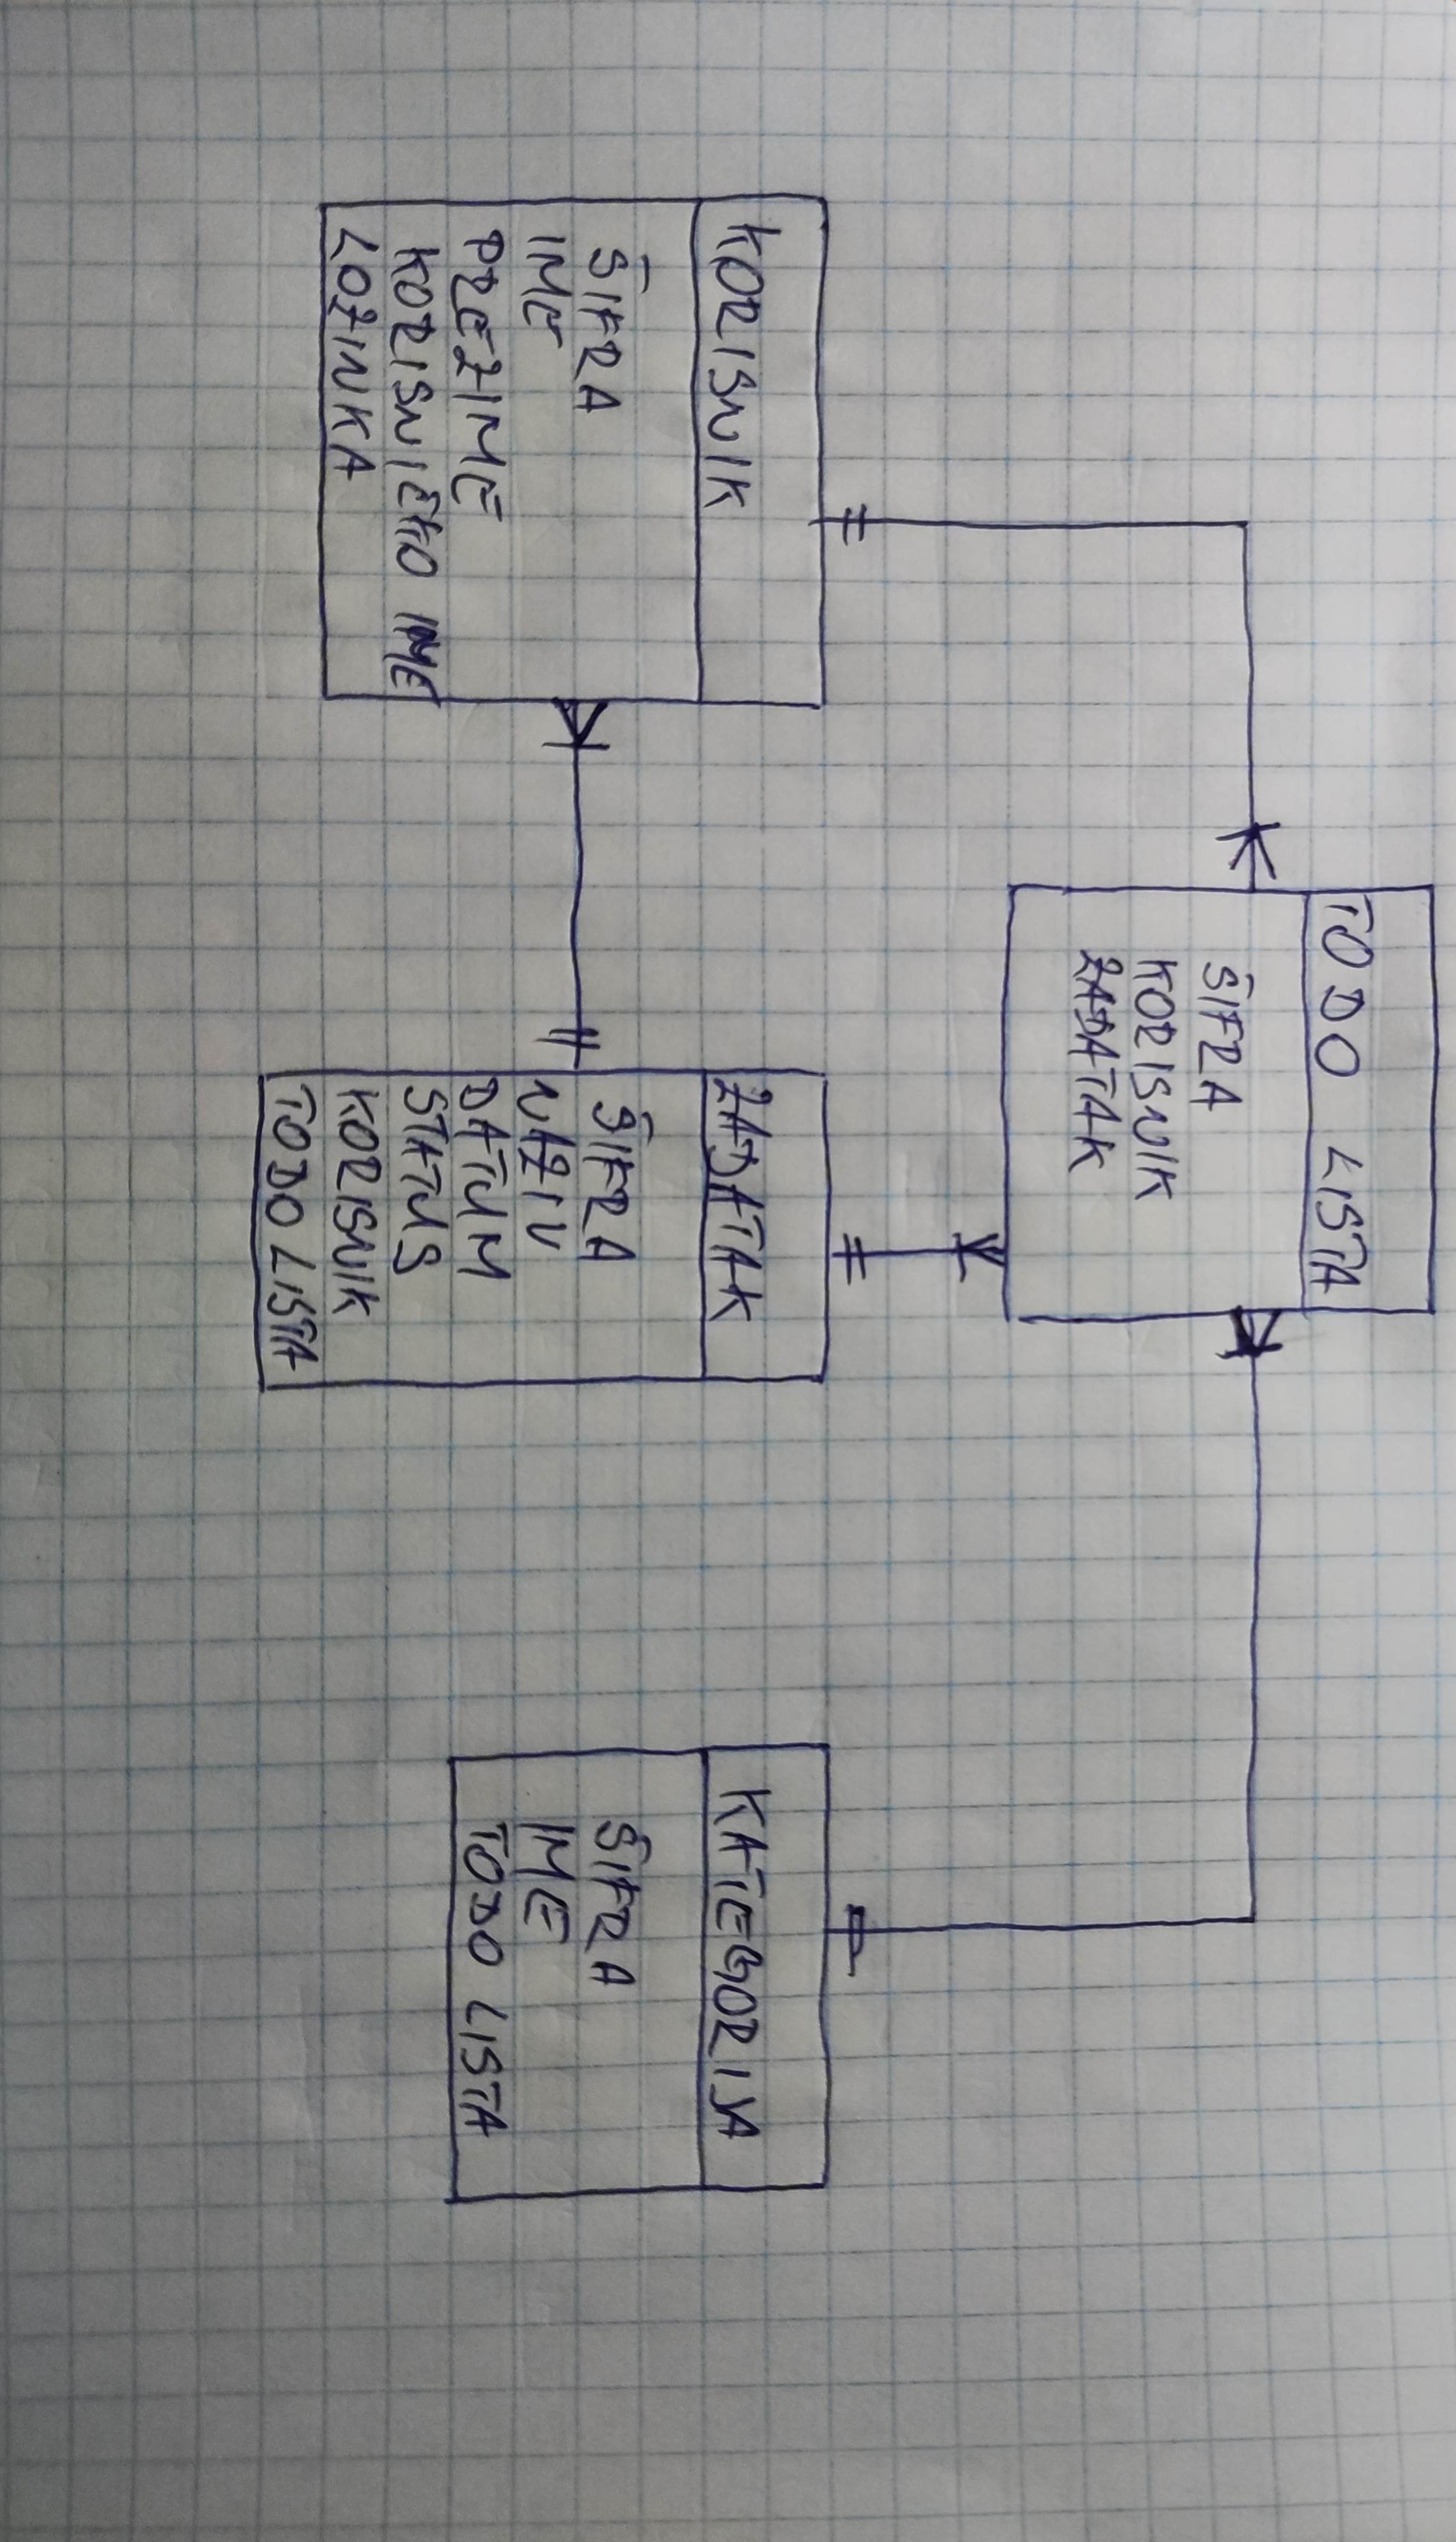 TODO LISTA
ŠIFRA
KORISNIK
ZADATAK
KORISNIK
ŠIFRA
IME
PREZIME
KORISNIČKO IME
LOZINKA
ZADATAK
ŠIFRA
NAZIV
DATUM
STATUS
KORISNIK
TODO LISTA
KATEGORIJA
ŠIFRA
IME
TODO LISTA